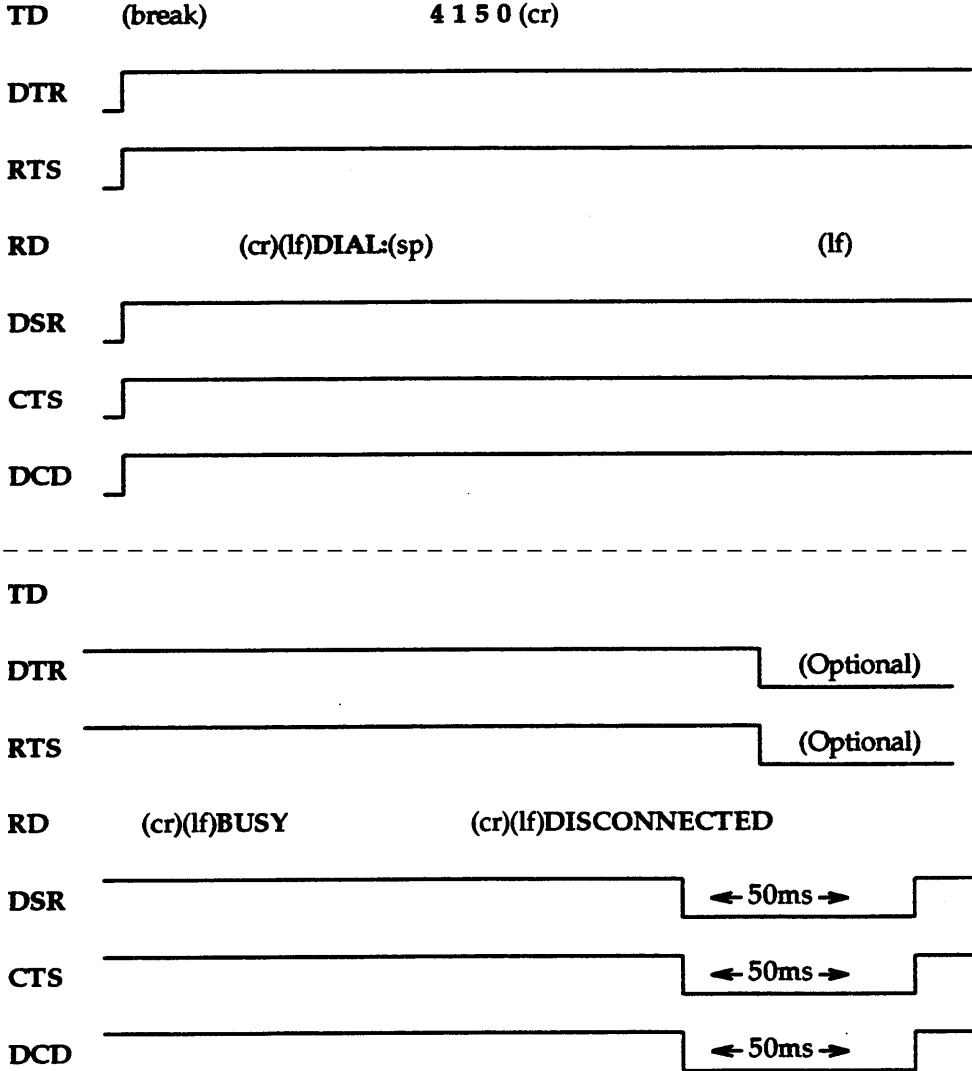 TD (break) 4 1 5 0 (cr)
DTR
RTS
RD (cr)(lf)DIAL:(sp) (lf)
DSR
CTS
DCD
TD
DTR (Optional)
RTS (Optional)
RD (cr)(lf)BUSY (cr)(lf)DISCONNECTED
DSR 50ms
CTS 50ms
DCD 50ms